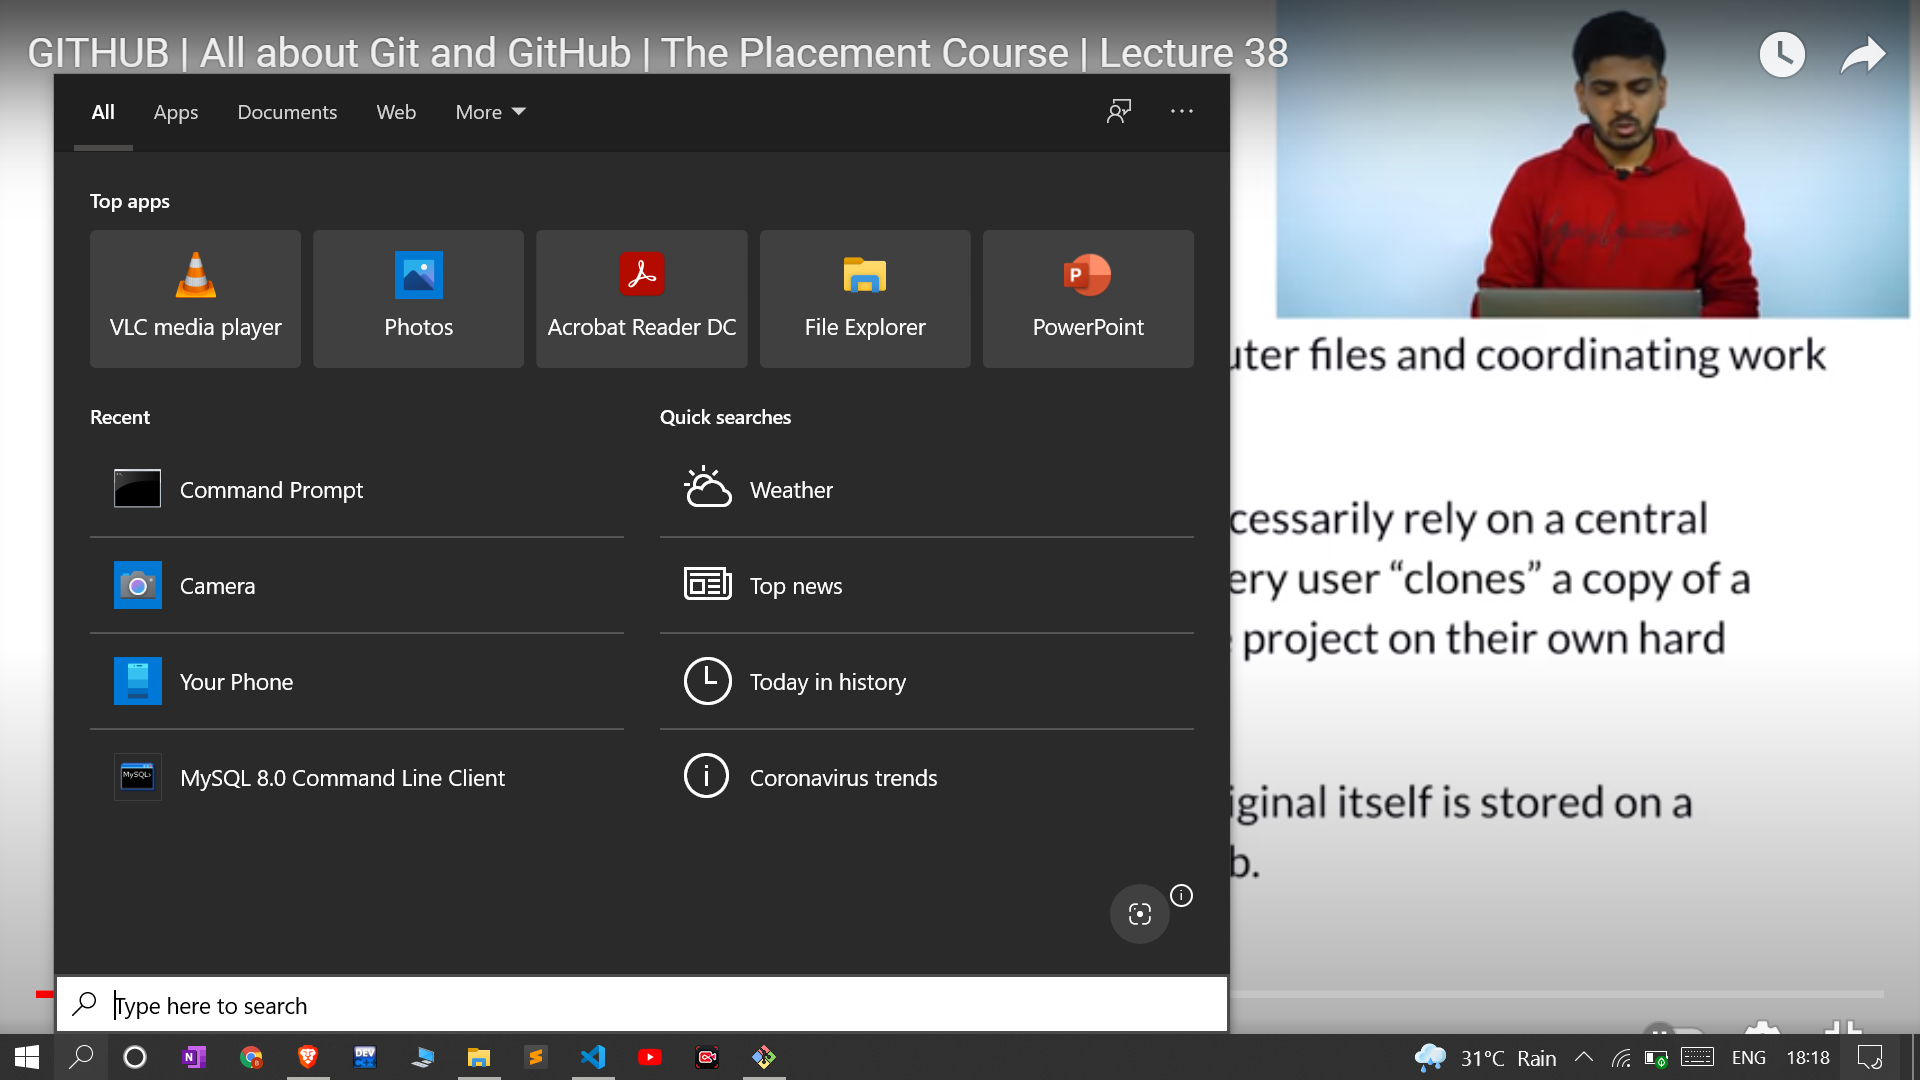 GITHUB | All about Git and GitHub | The Placement Course | Lecture 38
All Apps Documents Web More
Top apps
VLC media player Photos Acrobat Reader DC File Explorer PowerPoint
Recent
Command Prompt
Camera
Your Phone
MySQL 8.0 Command Line Client
Quick searches
Weather
Top news
Today in history
Coronavirus trends
Type here to search
uter files and coordinating work
cessarily rely on a central
ery user “clones” a copy of a
project on their own hard
iginal itself is stored on a
b.
31°C Rain ENG 18:18